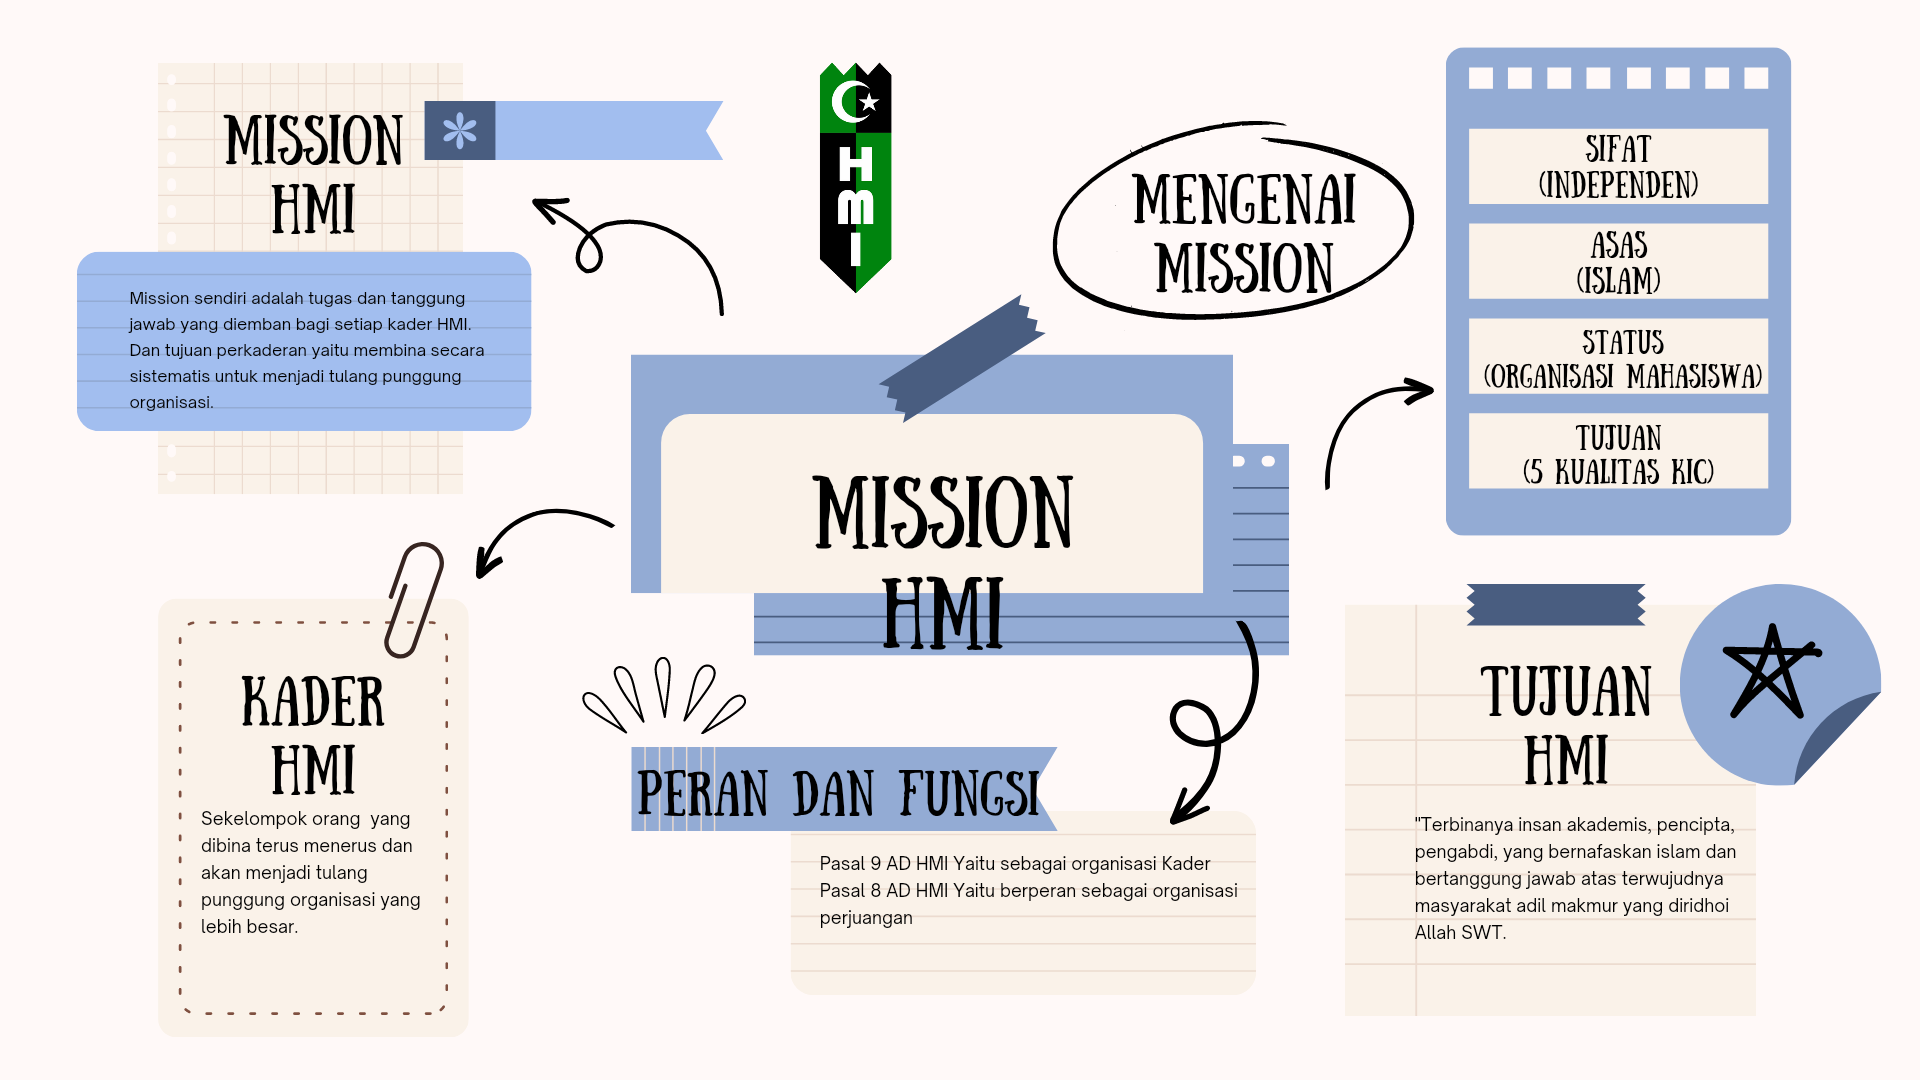 MISSION
HMI
Mission sendiri adalah tugas dan tanggung
jawab yang diemban bagi setiap kader HMI.
Dan tujuan perkaderan yaitu membina secara
sistematis untuk menjadi tulang punggung
organisasi.
HMI
MENGENAI
MISSION
SIFAT
(INDEPENDEN)
ASAS
(ISLAM)
STATUS
(ORGANISASI MAHASISWA)
TUJUAN
(5 KUALITAS KIC)
MISSION
HMI
KADER
HMI
Sekelompok orang  yang
dibina terus menerus dan
akan menjadi tulang
punggung organisasi yang
lebih besar.
PERAN DAN FUNGSI
Pasal 9 AD HMI Yaitu sebagai organisasi Kader
Pasal 8 AD HMI Yaitu berperan sebagai organisasi
perjuangan
TUJUAN
HMI
"Terbinanya insan akademis, pencipta,
pengabdi, yang bernafaskan islam dan
bertanggung jawab atas terwujudnya
masyarakat adil makmur yang diridhoi
Allah SWT.